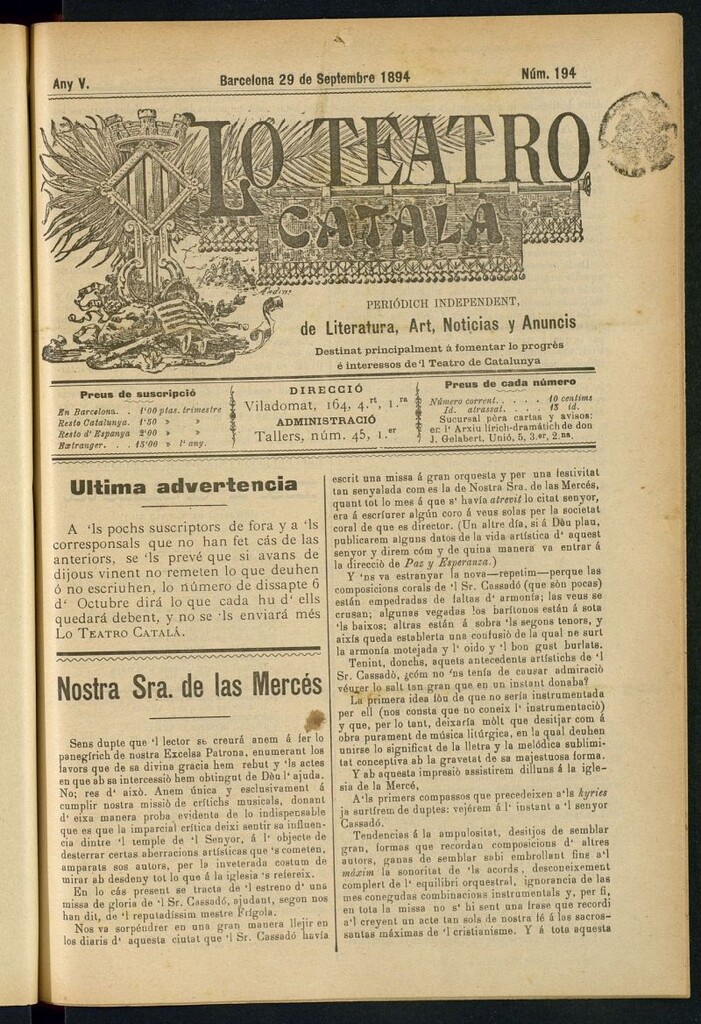 Any V.
Barcelona 29 de Septembre 1894
Núm. 194
LO TEATRO
CATALÁ
PERIÓDICH INDEPENDENT,
de Literatura, Art, Noticias y Anuncis
Destinat principalment á fomentar lo progrés
é interessos de 'l Teatro de Catalunya
Preus de suscripció
En Barcelona. . 1'00 ptas. trimestre
Resto Catalunya. 1'50 » »
Resto d' Espanya 2'00 » »
Extranger. . . 15'00 » l' any.
DIRECCIÓ
Viladomat, 164, 4.rt, 1.ra
ADMINISTRACIÓ
Tallers, núm. 45, 1.er
Preus de cada número
Número corrent. . . . . 10 centims
Id. atrassat. . . . 15 id.
Sucursal pera cartas y avisos:
en l' Arxiu lírich-dramátich de don
J. Gelabert. Unió, 5, 3.er, 2.na
Ultima advertencia
A 'ls pochs suscriptors de fora y a 'ls
corresponsals que no han fet cás de las
anteriors, se 'ls prevé que si avans de
dijous vinent no remeten lo que deuhen
ó no escriuhen, lo número de dissapte 6
d' Octubre dirá lo que cada hu d' ells
quedará debent, y no se 'ls enviará més
LO TEATRO CATALÁ.
Nostra Sra. de las Mercés
Sens dupte que 'l lector se creurá anem á fer lo
panegírich de nostra Excelsa Patrona, enumerant los
favors que de sa divina gracia hem rebut y 'ls actes
en que ab sa intercessió hem obtingut de Dèu l' ajuda.
No; res d' aixó. Anem única y esclusivament á
cumplir nostra missió de crítichs musicals, donant
d' eixa manera proba evidenta de lo indispensable
que es que la imparcial crítica deixi sentir sa influen-
cia dintre 'l temple de 'l Senyor, á l' objecte de
desterrar certas aberracions artísticas que 's cometen,
amparats sos autors, per la inveterada costum de
mirar ab desdeny tot lo que á la iglesia 's refereix.
En lo cás present se tracta de 'l estreno d' una
missa de gloria de 'l Sr. Cassadó, ajudant, segon nos
han dit, de 'l reputadíssim mestre Frígola.
Nos va sorpéndrer en una gran manera llejir en
los diaris d' aquesta ciutat que 'l Sr. Cassadó havía
escrit una missa á gran orquesta y per una festivitat
tan senyalada com es la de Nostra Sra. de las Mercés,
quant tot lo mes á que s' havía atrevit lo citat senyor,
era á escríurer algún coro á veus solas per la societat
coral de que es director. (Un altre día, si á Dèu plau,
publicarem alguns datos de la vida artística d' aquest
senyor y direm cóm y de quina manera va entrar á
la direcció de Paz y Esperanza.)
Y 'ns va estranyar la nova—repetim—perque las
composicions corals de 'l Sr. Cassadó (que són pocas)
están empedradas de faltas d' armonía; las veus se
crusan; algunas vegadas los barítonos están á sota
'ls baixos; altras están á sobra 'ls segons tenors, y
aixís queda establerta una confusió de la qual ne surt
la armonía motejada y l' oido y 'l bon gust burlats.
Tenint, donchs, aquets antecedents artístichs de 'l
Sr. Cassadò, ¿cóm no 'ns tenía de causar admiració
véurer lo salt tan gran que en un instant donaba?
La primera idea fóu de que no sería instrumentada
per ell (nos consta que no coneix l' instrumentació)
y que, per lo tant, deixaría mòlt que desitjar com á
obra purament de música litúrgica, en la qual deuhen
unirse lo significat de la lletra y la melódica sublimi-
tat conceptiva ab la gravetat de sa majestuosa forma.
Y ab aquesta impresió assistirem dilluns á la igle-
sia de la Mercé,
A'ls primers compassos que precedeixen a'ls kyries
ja surtírem de duptes: vejérem á l' instant a 'l senyor
Cassadó.
Tendencias á la ampulositat, desitjos de semblar
gran, formas que recordan composicions d' altres
autors, ganas de semblar sabi embrollant fins a'l
máxim la sonoritat de 'ls acords, desconeixement
complert de l' equilibri orquestral, ignorancia de las
mes conegudas combinacions instrumentals y, per fi,
en tota la missa no s' hi sent una frase que recordi
a'l creyent un acte tan sols de nostra fé á las sacros-
santas máximas de 'l cristianisme. Y á tota aquesta